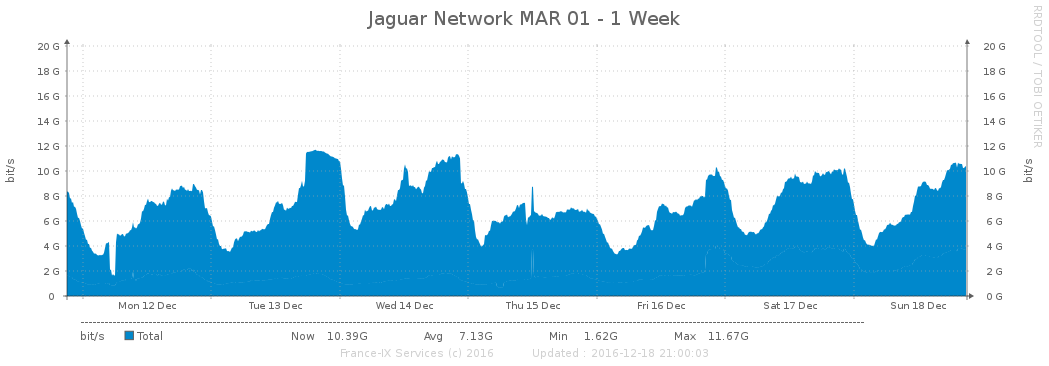 Jaguar Network MAR 01 - 1 Week
RRDTOOL / TOBI OETIKER
bit/s
20 G 20 G
18 G 18 G
16 G 16 G
14 G 14 G
12 G 12 G
10 G 10 G
8 G 8 G
6 G 6 G
4 G 4 G
2 G 2 G
0 0 G
bit/s
Mon 12 Dec Tue 13 Dec Wed 14 Dec Thu 15 Dec Fri 16 Dec Sat 17 Dec Sun 18 Dec
bit/s Total Now 10.39G Avg 7.13G Min 1.62G Max 11.67G
France-IX Services (c) 2016 Updated : 2016-12-18 21:00:03